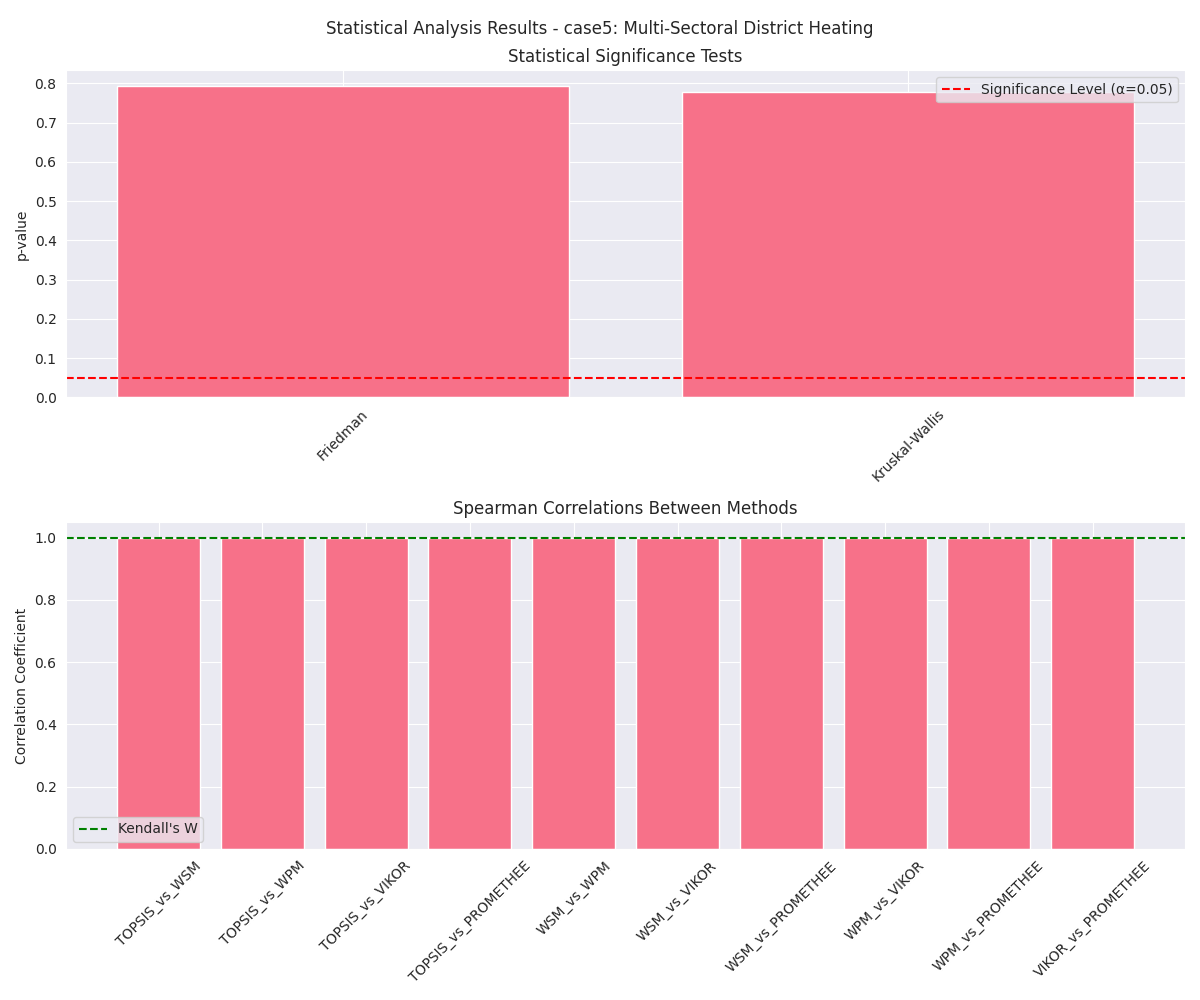 Statistical Analysis Results - case5: Multi-Sectoral District Heating
Statistical Significance Tests
Significance Level (α=0.05)
p-value
0.8
0.7
0.6
0.5
0.4
0.3
0.2
0.1
0.0
Friedman
Kruskal-Wallis
Spearman Correlations Between Methods
Correlation Coefficient
1.0
0.8
0.6
0.4
0.2
0.0
Kendall's W
TOPSIS_vs_WSM
TOPSIS_vs_WPM
TOPSIS_vs_VIKOR
TOPSIS_vs_PROMETHEE
WSM_vs_WPM
WSM_vs_VIKOR
WSM_vs_PROMETHEE
WPM_vs_VIKOR
WPM_vs_PROMETHEE
VIKOR_vs_PROMETHEE